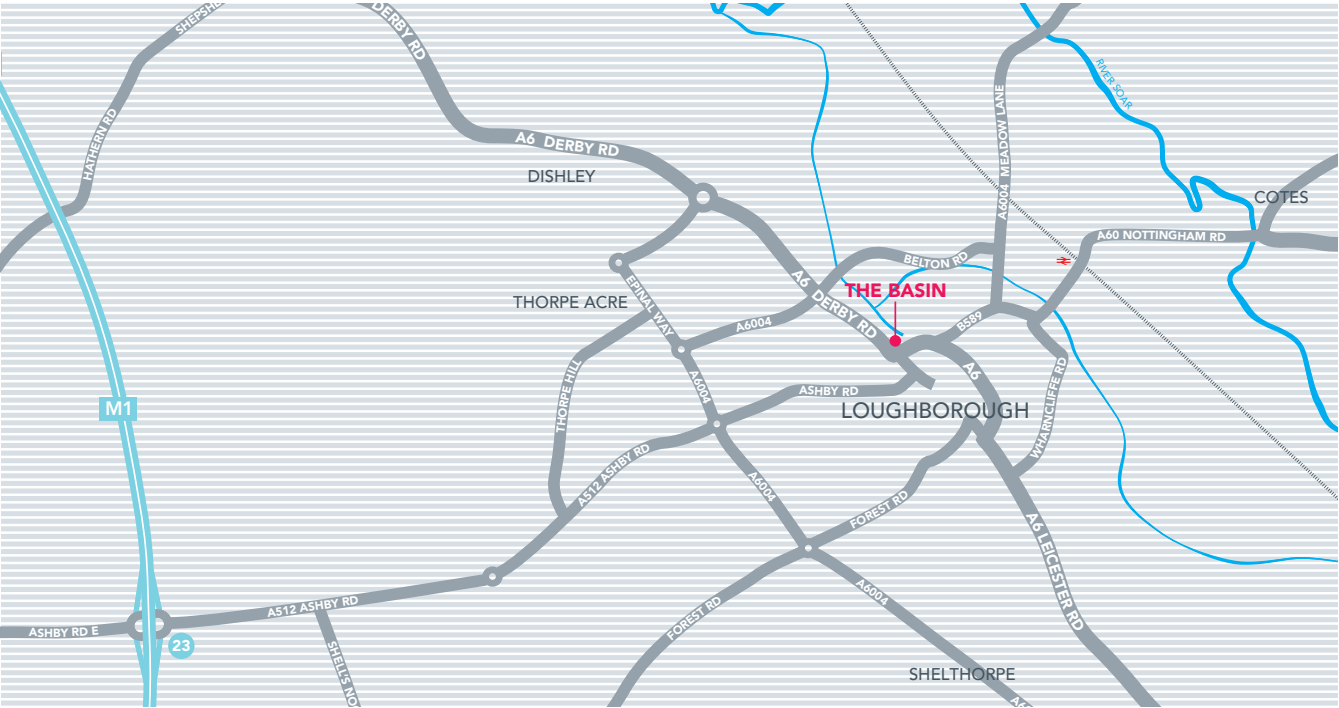 SHEPSHE
DERBY RD
RIVER SOAR
HATHERN RD
A6 DERBY RD
A6004 MEADOW LANE
DISHLEY
COTES
A60 NOTTINGHAM RD
BELTON RD
EPINAL WAY
THORPE ACRE
A6 DERBY RD
THE BASIN
A6004
B589
THORPE HILL
A6004
ASHBY RD
A6
M1
LOUGHBOROUGH
WHARNCLIFFE RD
A512 ASHBY RD
A6004
FOREST RD
A6 LEICESTER RD
A512 ASHBY RD
A6004
FOREST RD
ASHBY RD E
23
SHELL'S NO
SHELTHORPE